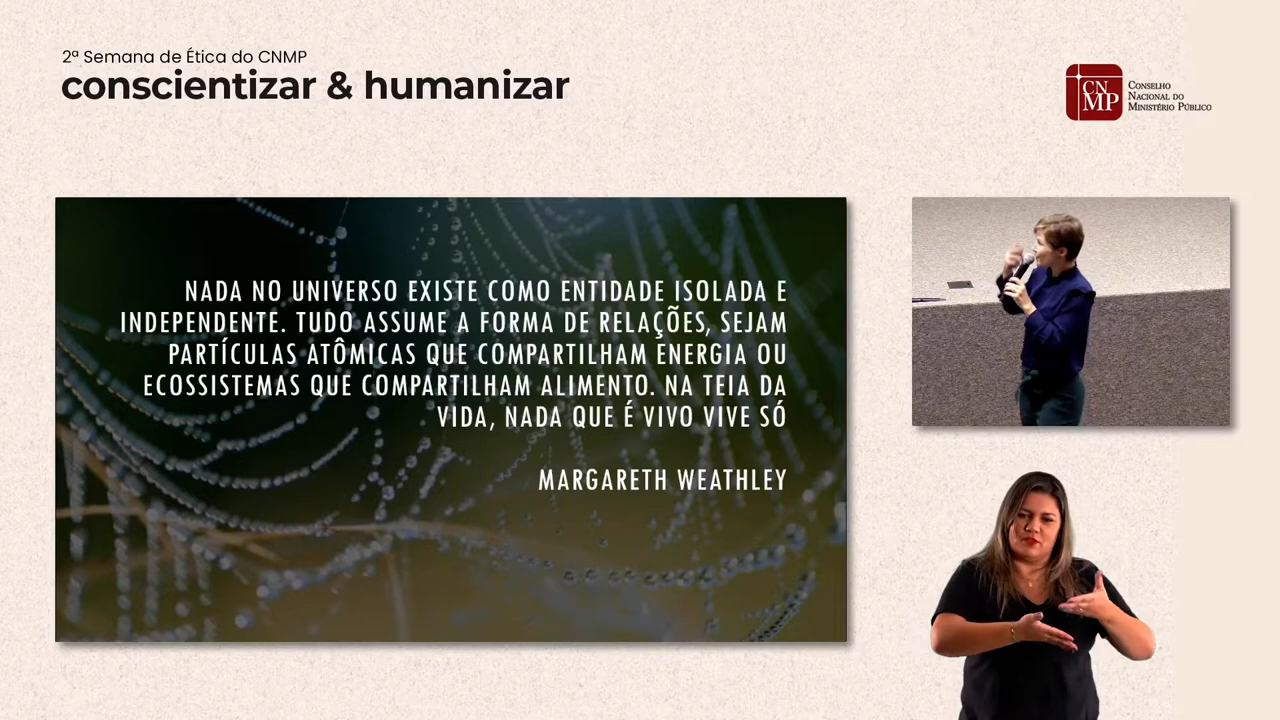 2ª Semana de Ética do CNMP
conscientizar & humanizar
CN
MP
Conselho
Nacional do
Ministério Público
NADA NO UNIVERSO EXISTE COMO ENTIDADE ISOLADA E
INDEPENDENTE. TUDO ASSUME A FORMA DE RELAÇÕES, SEJAM
PARTÍCULAS ATÔMICAS QUE COMPARTILHAM ENERGIA OU
ECOSSISTEMAS QUE COMPARTILHAM ALIMENTO. NA TEIA DA
VIDA, NADA QUE É VIVO VIVE SÓ
MARGARETH WEATHLEY